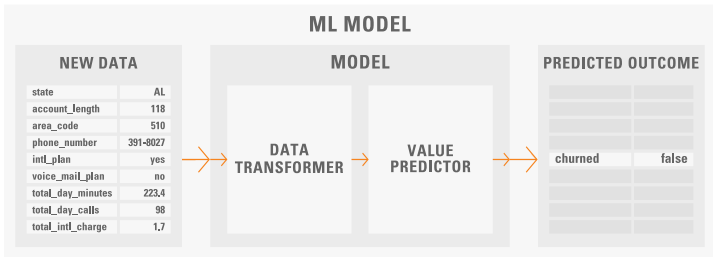 ML MODEL
NEW DATA
state AL
account_length 118
area_code 510
phone_number 391-8027
intl_plan yes
voice_mail_plan no
total_day_minutes 223.4
total_day_calls 98
total_intl_charge 1.7
MODEL
DATA
TRANSFORMER
VALUE
PREDICTOR
PREDICTED OUTCOME
churned false